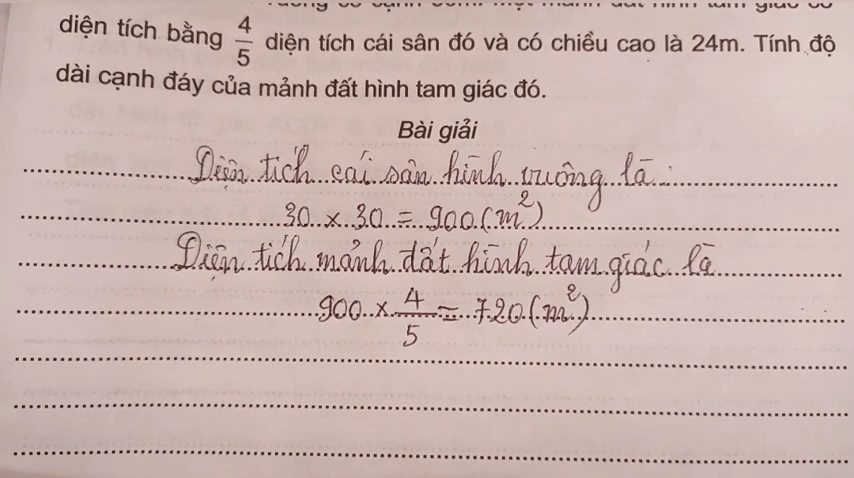 diện tích bằng 4/5 diện tích cái sân đó và có chiều cao là 24m. Tính độ
dài cạnh đáy của mảnh đất hình tam giác đó.
Bài giải
Diện tích cái sân hình vuông là:
30 x 30 = 900 (m²)
Diện tích mảnh đất hình tam giác là
900 x 4/5 = 720 (m²)